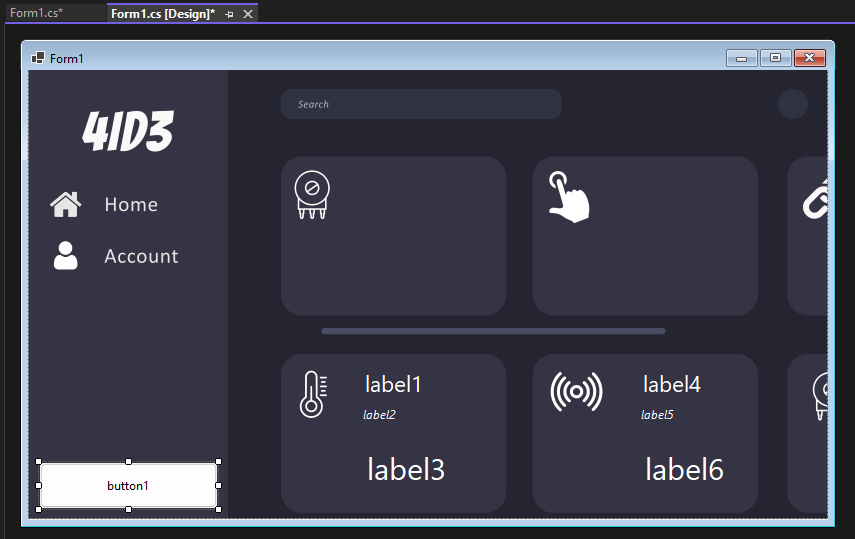 Form1.cs*
Form1.cs [Design]*
Form1
4ID3
Search
Home
Account
label1
label2
label3
label4
label5
label6
button1